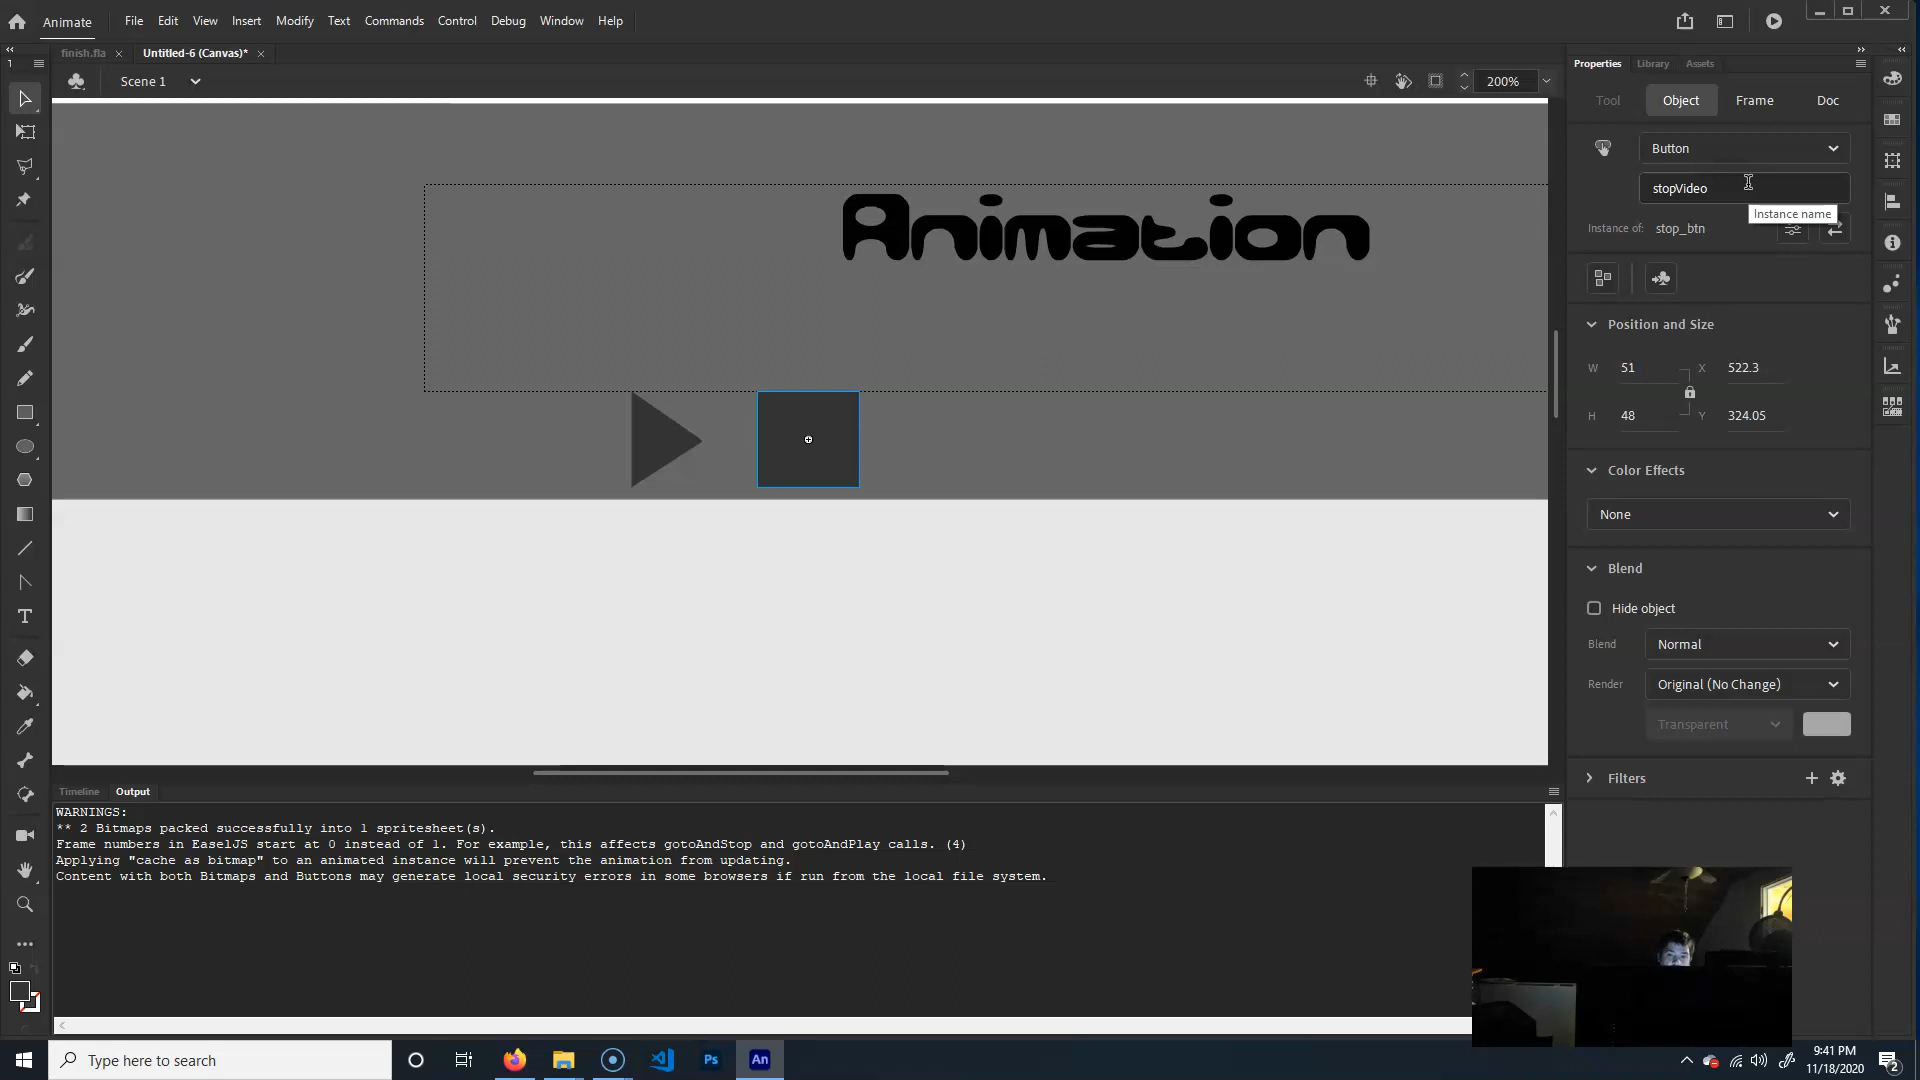 Animate File Edit View Insert Modify Text Commands Control Debug Window Help
finish.fla Untitled-6 (Canvas)*
Scene 1 200%
Properties Library Assets
Tool Object Frame Doc
Button
stopVideo
Instance name
Instance of: stop_btn
Animation
Position and Size
W 51 X 522.3
H 48 Y 324.05
Color Effects
None
Blend
Hide object
Blend Normal
Render Original (No Change)
Transparent
Filters
Timeline Output
WARNINGS:
** 2 Bitmaps packed successfully into 1 spritesheet(s).
Frame numbers in EaselJS start at 0 instead of 1. For example, this affects gotoAndStop and gotoAndPlay calls. (4)
Applying "cache as bitmap" to an animated instance will prevent the animation from updating.
Content with both Bitmaps and Buttons may generate local security errors in some browsers if run from the local file system.
Type here to search
Ps An
9:41 PM
11/18/2020
2